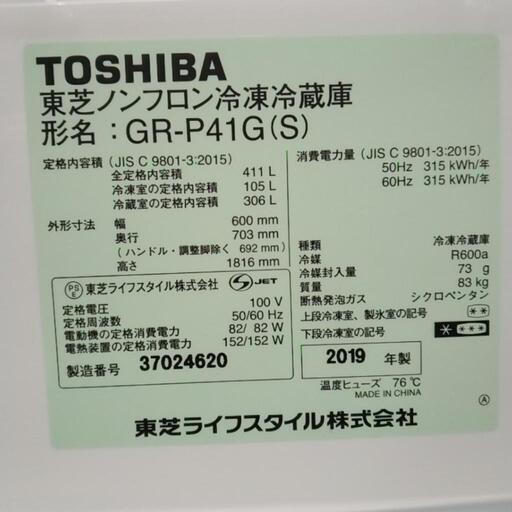 TOSHIBA
東芝ノンフロン冷凍冷蔵庫
形名：GR-P41G(S)
定格内容積 (JIS C 9801-3:2015)
全定格内容積 411 L
冷凍室の定格内容積 105 L
冷蔵室の定格内容積 306 L
外形寸法 幅 600 mm
奥行 703 mm
(ハンドル・調整脚除く 692 mm)
高さ 1816 mm
消費電力量 (JIS C 9801-3:2015)
50Hz 315 kWh/年
60Hz 315 kWh/年
種類 冷凍冷蔵庫
冷媒 R600a
冷媒封入量 73 g
質量 83 kg
断熱発泡ガス シクロペンタン
上段冷凍室、製氷室の記号 **
下段冷凍室の記号 * ***
PSE 東芝ライフスタイル株式会社 S JET
定格電圧 100 V
定格周波数 50/60 Hz
電動機の定格消費電力 82/ 82 W
電熱装置の定格消費電力 152/152 W
製造番号 37024620
2019 年製
温度ヒューズ 76℃
MADE IN CHINA
Ⓐ
東芝ライフスタイル株式会社